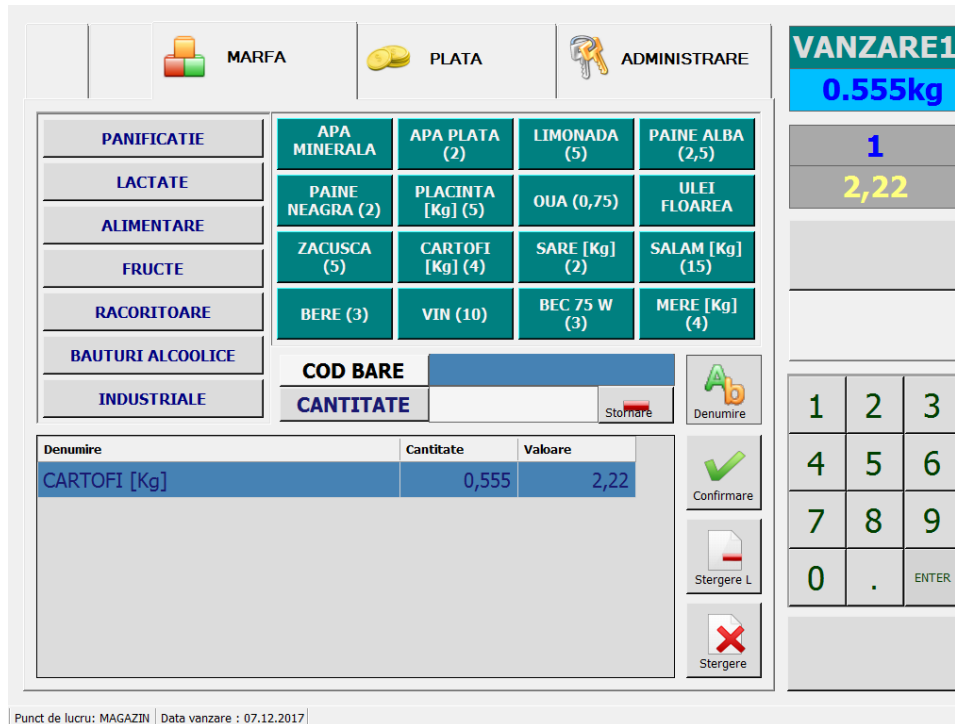 MARFA
PLATA
ADMINISTRARE
VANZARE1
0.555kg
1
2,22
PANIFICATIE
LACTATE
ALIMENTARE
FRUCTE
RACORITOARE
BAUTURI ALCOOLICE
INDUSTRIALE
APA
MINERALA
APA PLATA
(2)
LIMONADA
(5)
PAINE ALBA
(2,5)
PAINE
NEAGRA (2)
PLACINTA
[Kg] (5)
OUA (0,75)
ULEI
FLOAREA
ZACUSCA
(5)
CARTOFI
[Kg] (4)
SARE [Kg]
(2)
SALAM [Kg]
(15)
BERE (3)
VIN (10)
BEC 75 W
(3)
MERE [Kg]
(4)
COD BARE
CANTITATE
Stornare
Denumire
Denumire Cantitate Valoare
CARTOFI [Kg] 0,555 2,22
Confirmare
Stergere L
Stergere
1 2 3
4 5 6
7 8 9
0 . ENTER
Punct de lucru: MAGAZIN Data vanzare : 07.12.2017